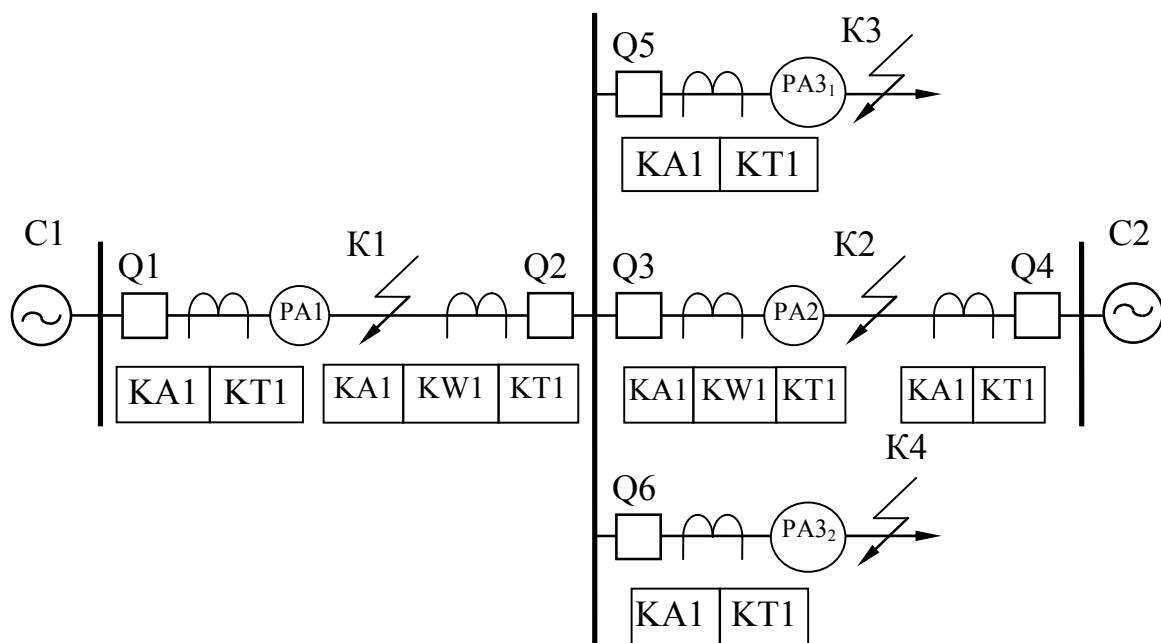 K3
Q5
PA3₁
KA1 KT1
C1
Q1
K1
Q2
Q3
K2
Q4
C2
PA1
PA2
KA1 KT1
KA1 KW1 KT1
KA1 KW1 KT1
KA1 KT1
K4
Q6
PA3₂
KA1 KT1